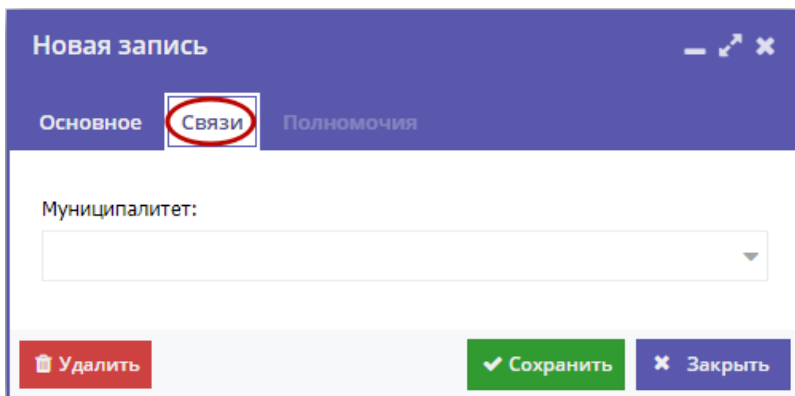 Новая запись
Основное Связи Полномочия
Муниципалитет:
Удалить Сохранить Закрыть